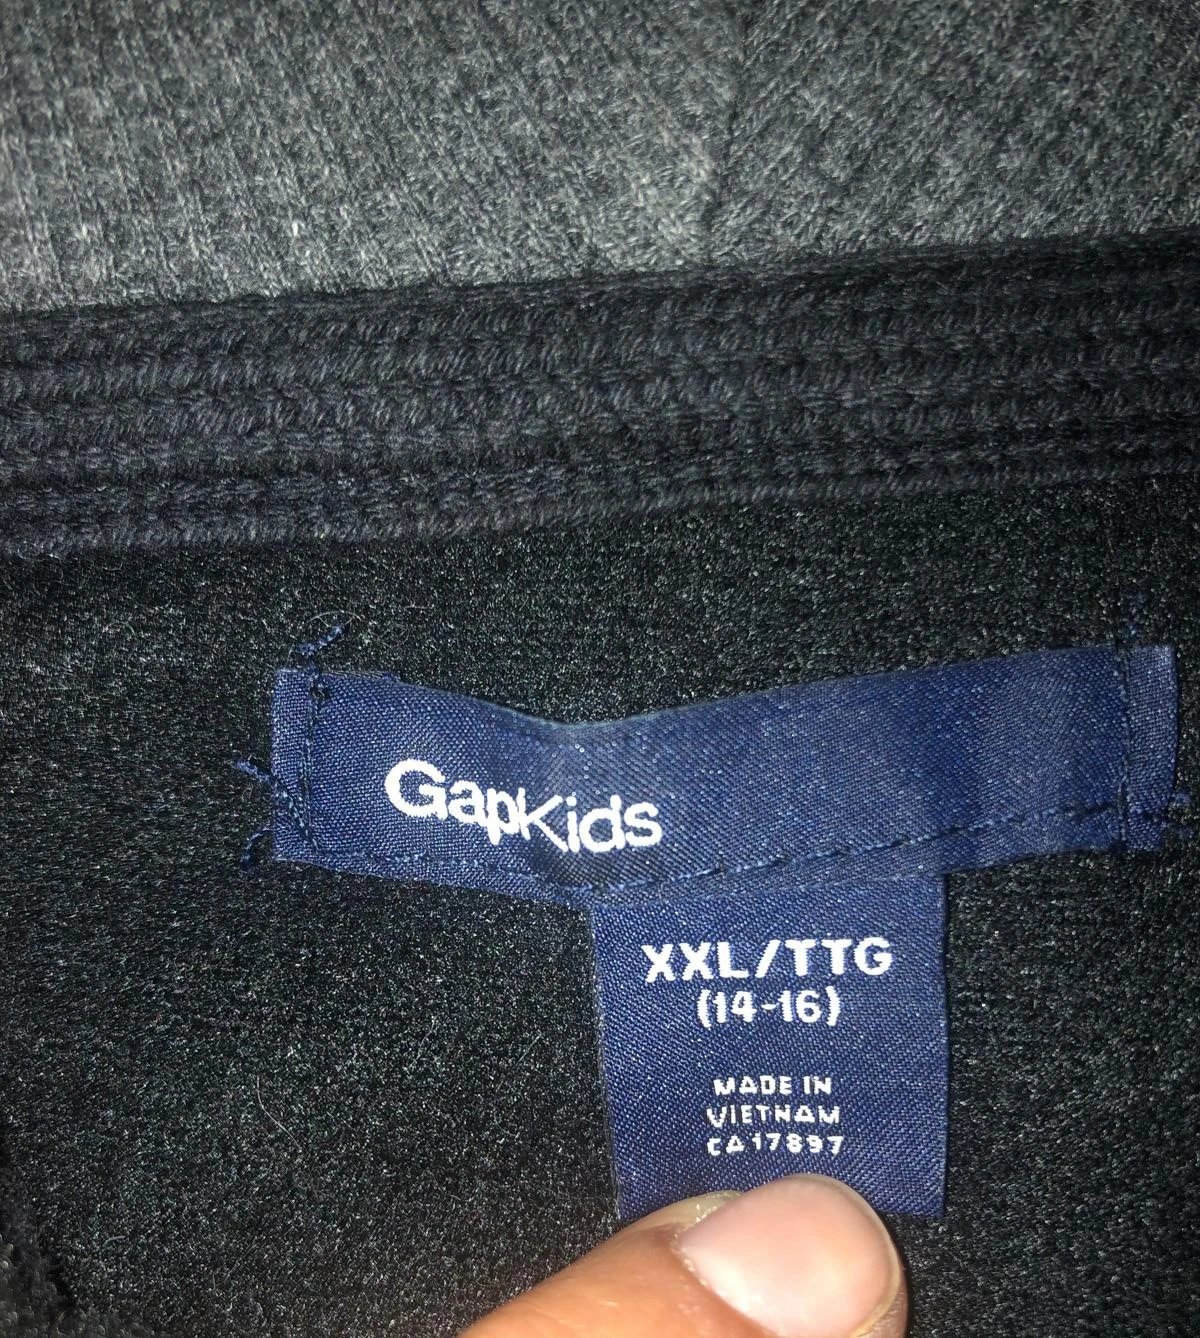 GapKids
XXL/TTG
(14-16)
MADE IN
VIETNAM
CA17897